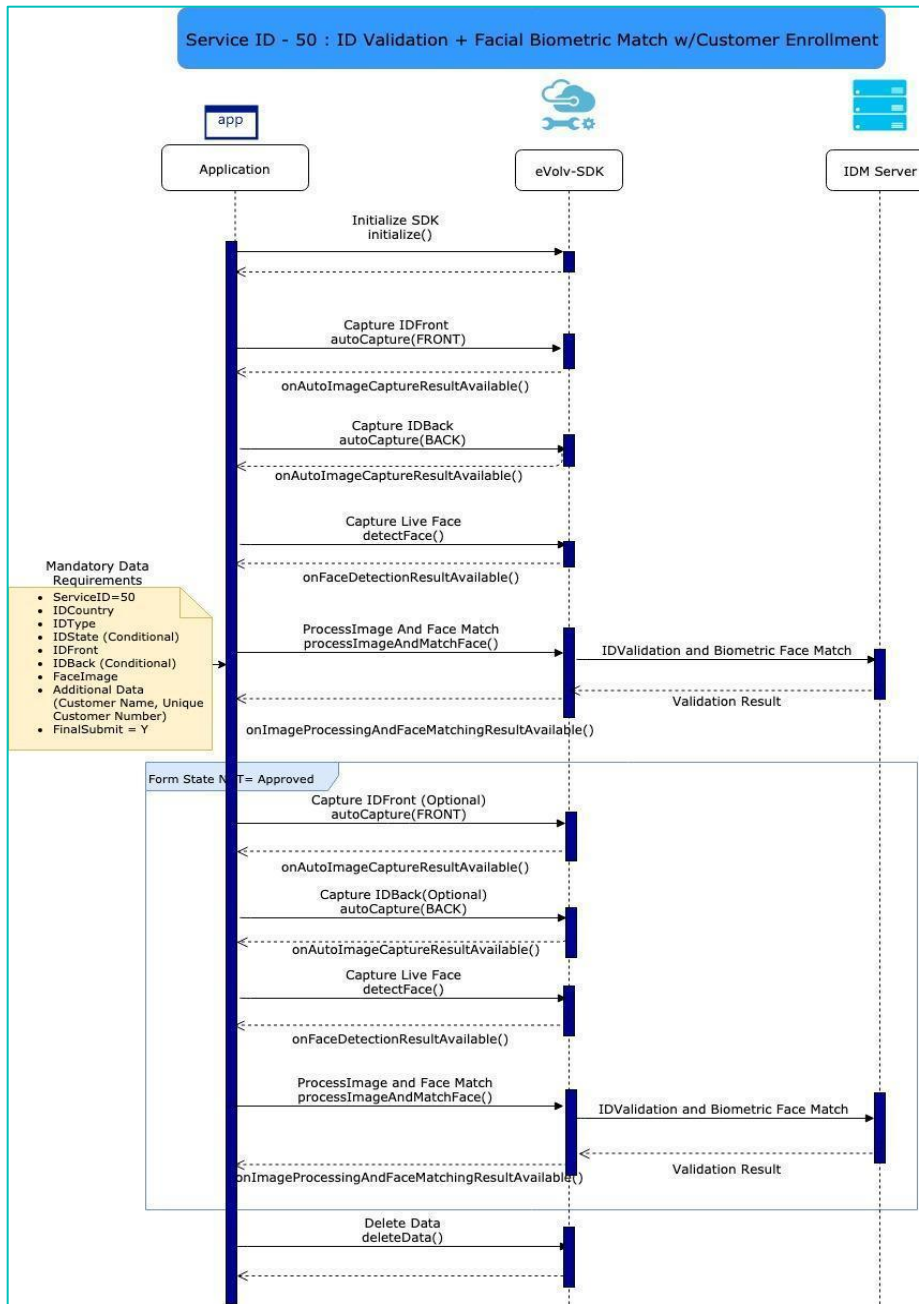 Service ID - 50 : ID Validation + Facial Biometric Match w/Customer Enrollment
app
Application
eVolv-SDK
IDM Server
Initialize SDK
initialize()
Capture IDFront
autoCapture(FRONT)
onAutoImageCaptureResultAvailable()
Capture IDBack
autoCapture(BACK)
onAutoImageCaptureResultAvailable()
Capture Live Face
detectFace()
onFaceDetectionResultAvailable()
Mandatory Data
Requirements
• ServiceID=50
• IDCountry
• IDType
• IDState (Conditional)
• IDFront
• IDBack (Conditional)
• FaceImage
• Additional Data
(Customer Name, Unique
Customer Number)
• FinalSubmit = Y
ProcessImage And Face Match
processImageAndMatchFace()
IDValidation and Biometric Face Match
Validation Result
onImageProcessingAndFaceMatchingResultAvailable()
Form State = Approved
Capture IDFront (Optional)
autoCapture(FRONT)
onAutoImageCaptureResultAvailable()
Capture IDBack(Optional)
autoCapture(BACK)
onAutoImageCaptureResultAvailable()
Capture Live Face
detectFace()
onFaceDetectionResultAvailable()
ProcessImage and Face Match
processImageAndMatchFace()
IDValidation and Biometric Face Match
Validation Result
onImageProcessingAndFaceMatchingResultAvailable()
Delete Data
deleteData()